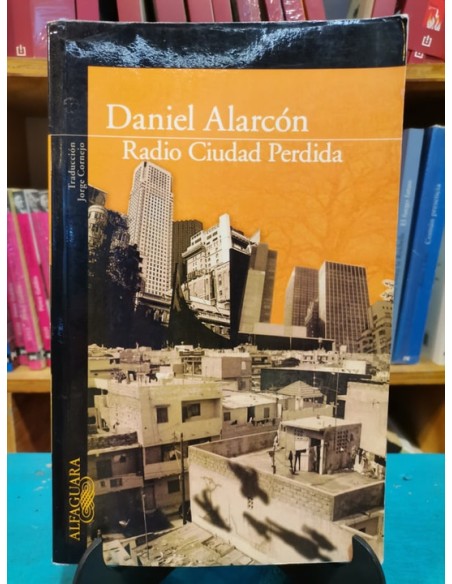 Daniel Alarcón
Radio Ciudad Perdida
Traducción
Jorge Cornejo
ALFAGUARA